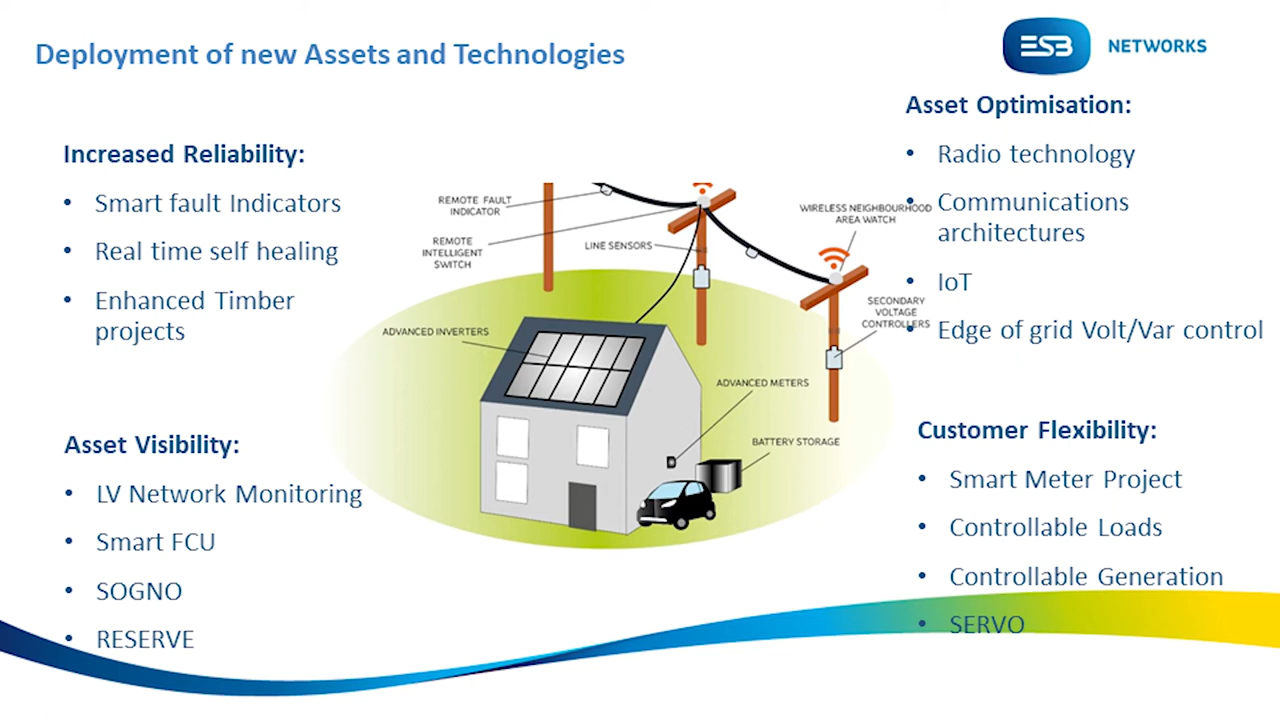 Deployment of new Assets and Technologies
ESB NETWORKS
Increased Reliability:
• Smart fault Indicators
• Real time self healing
• Enhanced Timber
projects
Asset Visibility:
• LV Network Monitoring
• Smart FCU
• SOGNO
• RESERVE
REMOTE FAULT
INDICATOR
REMOTE
INTELLIGENT
SWITCH
LINE SENSORS
WIRELESS NEIGHBOURHOOD
AREA WATCH
SECONDARY
VOLTAGE
CONTROLLERS
ADVANCED INVERTERS
ADVANCED METERS
BATTERY STORAGE
Asset Optimisation:
• Radio technology
• Communications
architectures
• IoT
• Edge of grid Volt/Var control
Customer Flexibility:
• Smart Meter Project
• Controllable Loads
• Controllable Generation
• SERVO